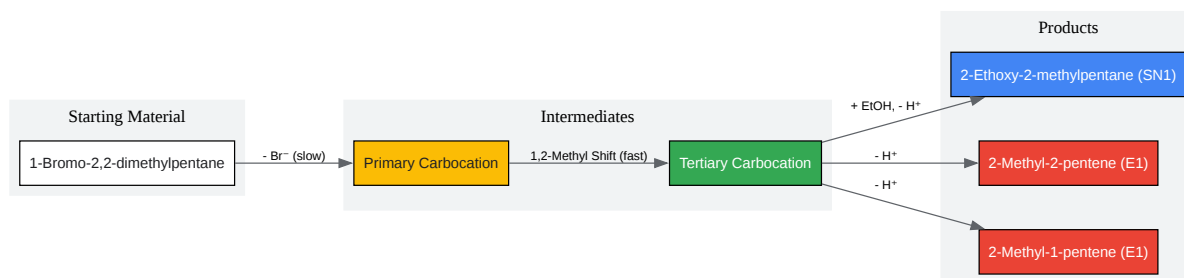 Products
2-Ethoxy-2-methylpentane (SN1)
+ EtOH, - H⁺
Starting Material
Intermediates
1-Bromo-2,2-dimethylpentane
- Br⁻ (slow)
Primary Carbocation
1,2-Methyl Shift (fast)
Tertiary Carbocation
- H⁺
2-Methyl-2-pentene (E1)
- H⁺
2-Methyl-1-pentene (E1)